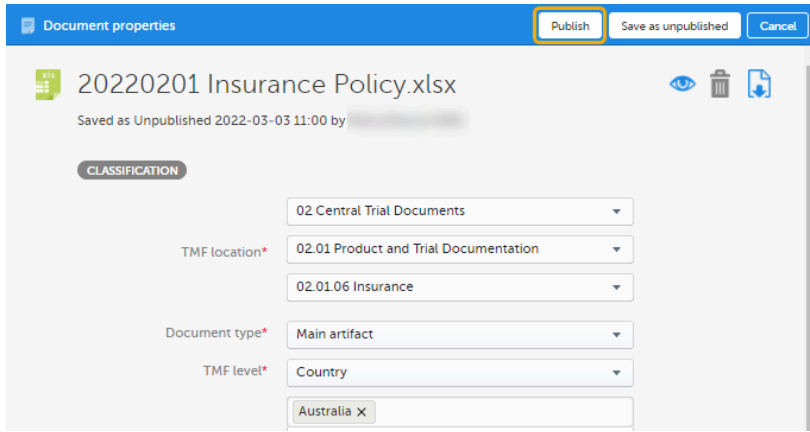 Document properties
Publish
Save as unpublished
Cancel
20220201 Insurance Policy.xlsx
Saved as Unpublished 2022-03-03 11:00 by
CLASSIFICATION
02 Central Trial Documents
TMF location*
02.01 Product and Trial Documentation
02.01.06 Insurance
Document type*
Main artifact
TMF level*
Country
Australia ×